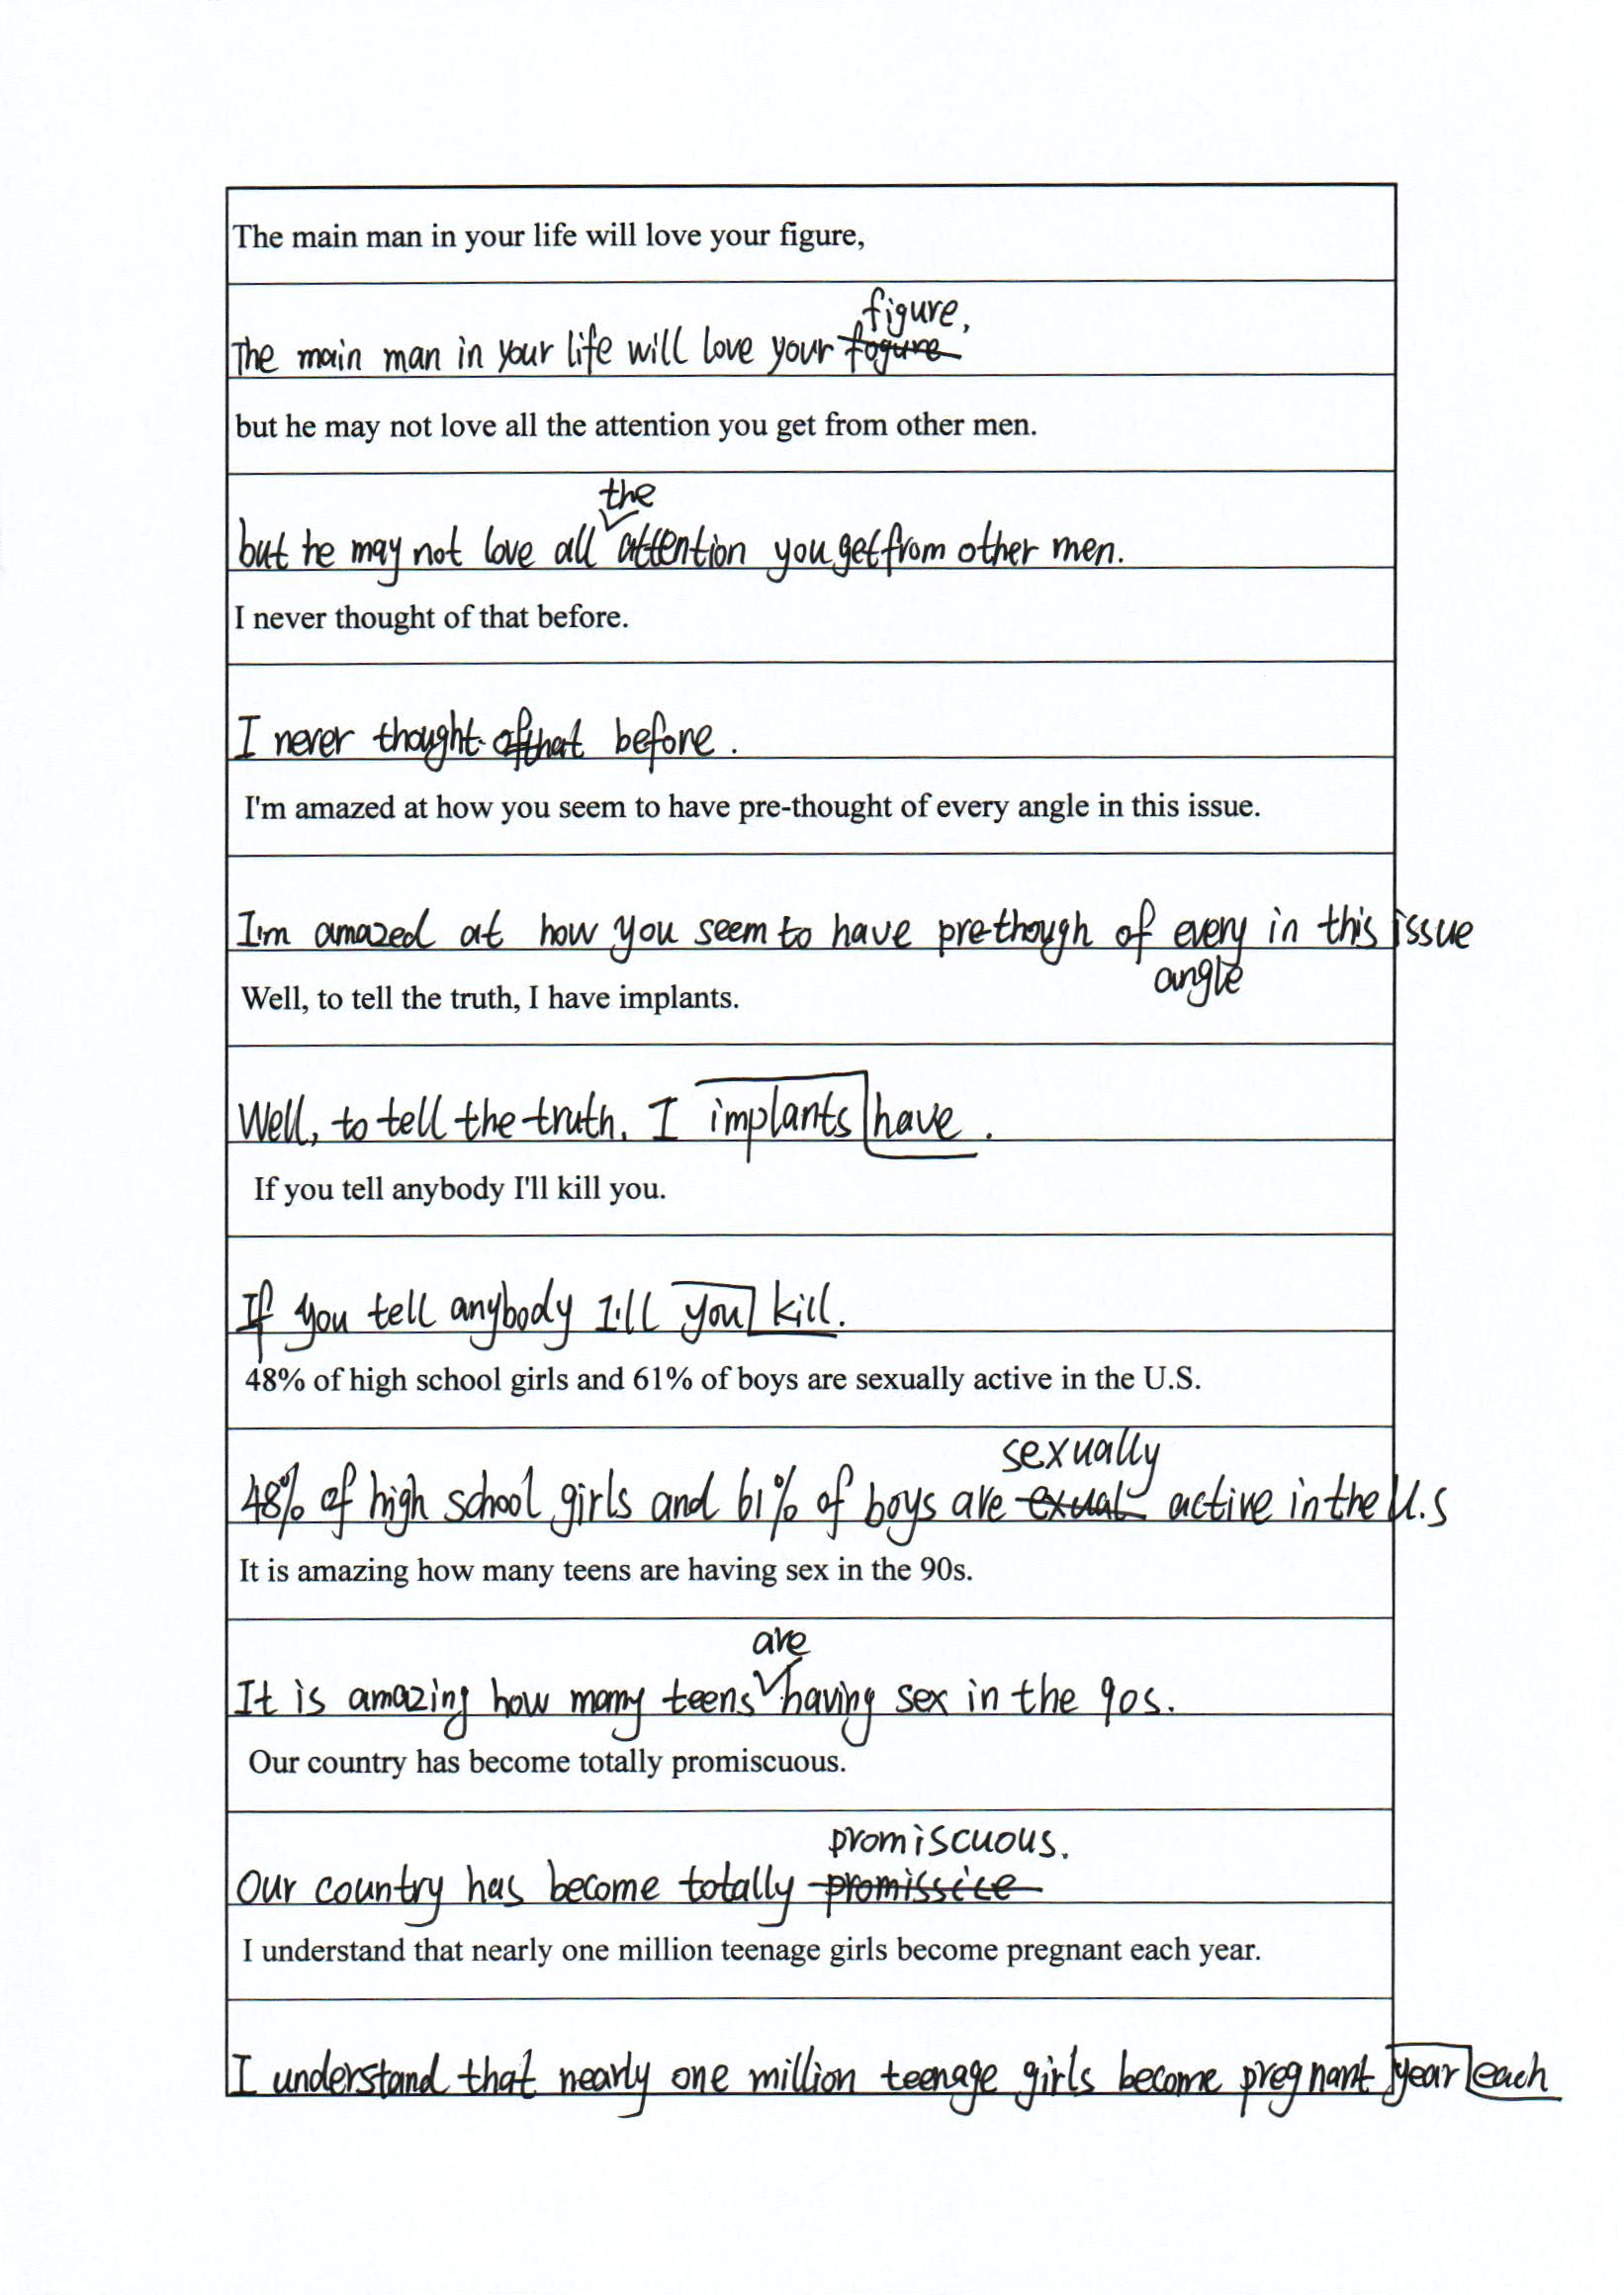 The main man in your life will love your figure,
figure,
The main man in your life will love your fogure
but he may not love all the attention you get from other men.
the
but he may not love all attention you get from other men.
I never thought of that before.
I never thought of that before.
I'm amazed at how you seem to have pre-thought of every angle in this issue.
I'm amazed at how you seem to have pre-though of every in this issue
angle
Well, to tell the truth, I have implants.
Well, to tell the truth, I implants have.
If you tell anybody I'll kill you.
If you tell anybody I'll you kill.
48% of high school girls and 61% of boys are sexually active in the U.S.
sexually
48% of high school girls and 61% of boys are exual active in the U.S
It is amazing how many teens are having sex in the 90s.
are
It is amazing how many teens having sex in the 90s.
Our country has become totally promiscuous.
promiscuous.
Our country has become totally promissice
I understand that nearly one million teenage girls become pregnant each year.
I understand that nearly one million teenage girls become pregnant year each